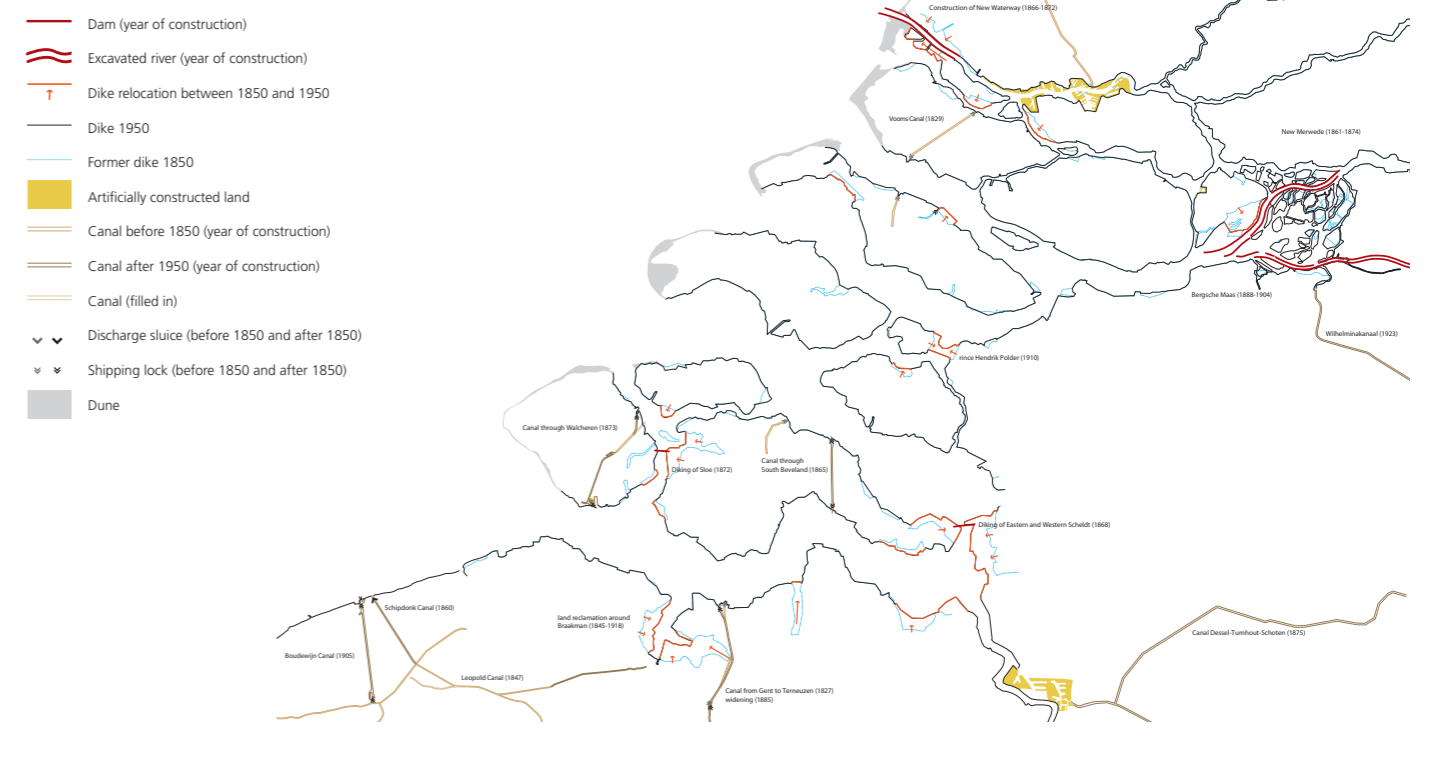 Dam (year of construction)
Excavated river (year of construction)
Dike relocation between 1850 and 1950
Dike 1950
Former dike 1850
Artificially constructed land
Canal before 1850 (year of construction)
Canal after 1950 (year of construction)
Canal (filled in)
Discharge sluice (before 1850 and after 1850)
Shipping lock (before 1850 and after 1850)
Dune
Construction of New Waterway (1866-1872)
Vooms Canal (1829)
New Merwede (1861-1874)
Bergsche Maas (1888-1904)
Wilhelminakanaal (1923)
rince Hendrik Polder (1910)
Canal through Walcheren (1873)
Diking of Sloe (1872)
Canal through
South Beveland (1865)
Diking of Eastern and Western Scheldt (1868)
Schipdonk Canal (1860)
land reclamation around
Braakman (1845-1918)
Boudewijn Canal (1905)
Leopold Canal (1847)
Canal from Gent to Terneuzen (1827)
widening (1885)
Canal Dessel-Turnhout-Schoten (1875)